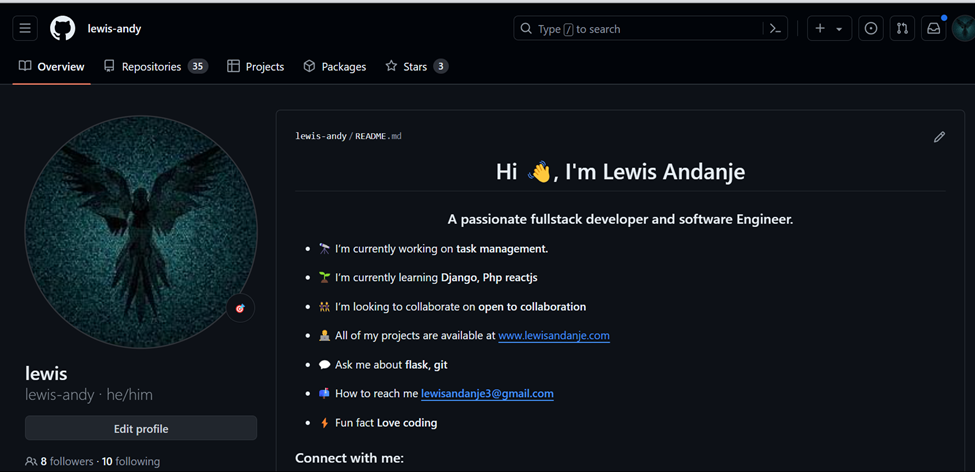 lewis-andy
Type / to search
Overview
Repositories 35
Projects
Packages
Stars 3
lewis-andy / README.md
Hi 👋, I'm Lewis Andanje
A passionate fullstack developer and software Engineer.
🔭 I'm currently working on task management.
🌱 I'm currently learning Django, Php reactjs
👯 I'm looking to collaborate on open to collaboration
👨‍💻 All of my projects are available at www.lewisandanje.com
💬 Ask me about flask, git
📫 How to reach me lewisandanje3@gmail.com
⚡ Fun fact Love coding
Connect with me:
lewis
lewis-andy · he/him
Edit profile
8 followers · 10 following